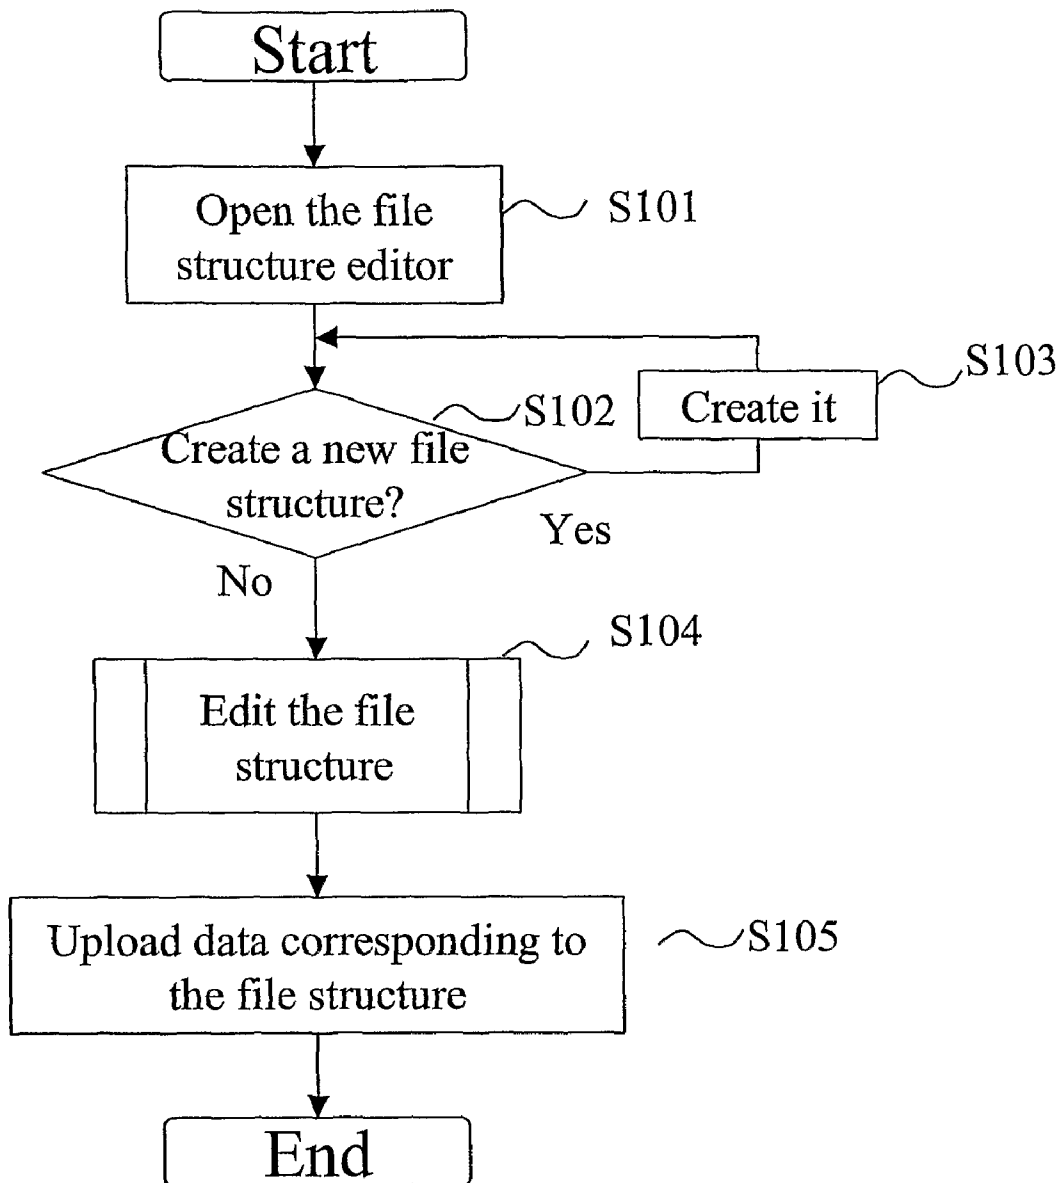 Start
Open the file
structure editor
S101
S103
Create it
S102
Create a new file
structure?
Yes
No
S104
Edit the file
structure
Upload data corresponding to
the file structure
S105
End